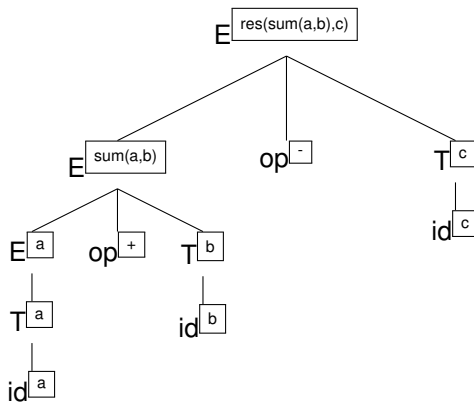 E res(sum(a,b),c)
E sum(a,b) op - T c
E a op + T b id c
T a id b
id a